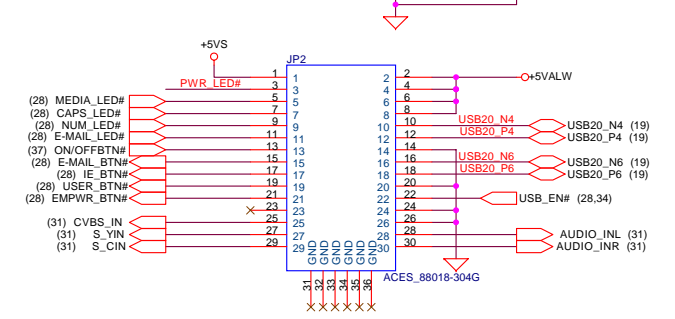 +5VS
JP2
1 1 2 2 +5VALW
PWR_LED# 3 3 4 4
(28) MEDIA_LED# 5 5 6 6
(28) CAPS_LED# 7 7 8 8
(28) NUM_LED# 9 9 10 10 USB20_N4 USB20_N4 (19)
(28) E-MAIL_LED# 11 11 12 12 USB20_P4 USB20_P4 (19)
(37) ON/OFFBTN# 13 13 14 14
(28) E-MAIL_BTN# 15 15 16 16 USB20_N6 USB20_N6 (19)
(28) IE_BTN# 17 17 18 18 USB20_P6 USB20_P6 (19)
(28) USER_BTN# 19 19 20 20
(28) EMPWR_BTN# 21 21 22 22 USB_EN# (28,34)
23 23 24 24
(31) CVBS_IN 25 25 26 26
(31) S_YIN 27 27 28 28 AUDIO_INL (31)
(31) S_CIN 29 29 30 30 AUDIO_INR (31)
GND GND GND GND GND GND
ACES_88018-304G
31 32 33 34 35 36